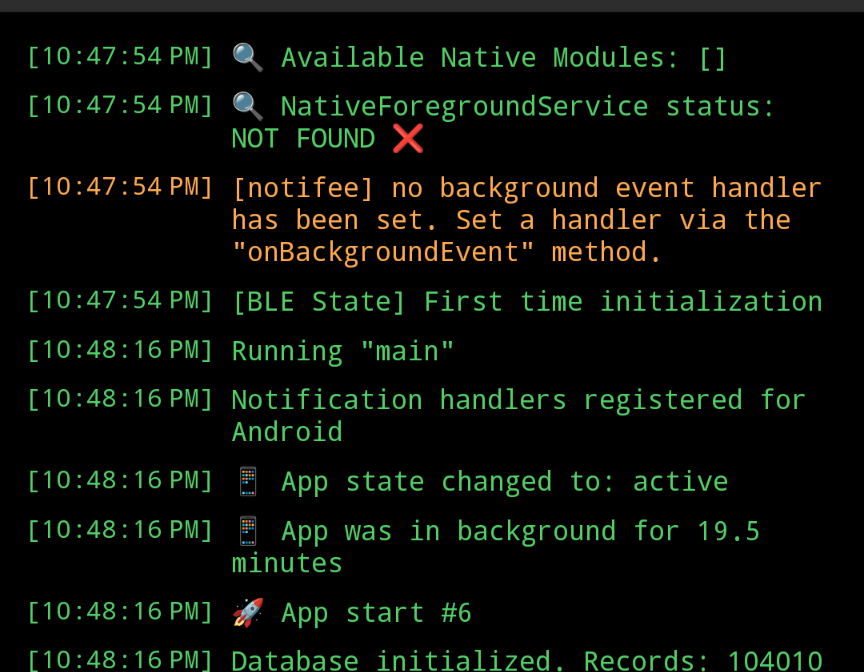 [10:47:54 PM] 🔍 Available Native Modules: []
[10:47:54 PM] 🔍 NativeForegroundService status:
NOT FOUND ❌
[10:47:54 PM] [notifee] no background event handler
has been set. Set a handler via the
"onBackgroundEvent" method.
[10:47:54 PM] [BLE State] First time initialization
[10:48:16 PM] Running "main"
[10:48:16 PM] Notification handlers registered for
Android
[10:48:16 PM] 📱 App state changed to: active
[10:48:16 PM] 📱 App was in background for 19.5
minutes
[10:48:16 PM] 🚀 App start #6
[10:48:16 PM] Database initialized. Records: 104010